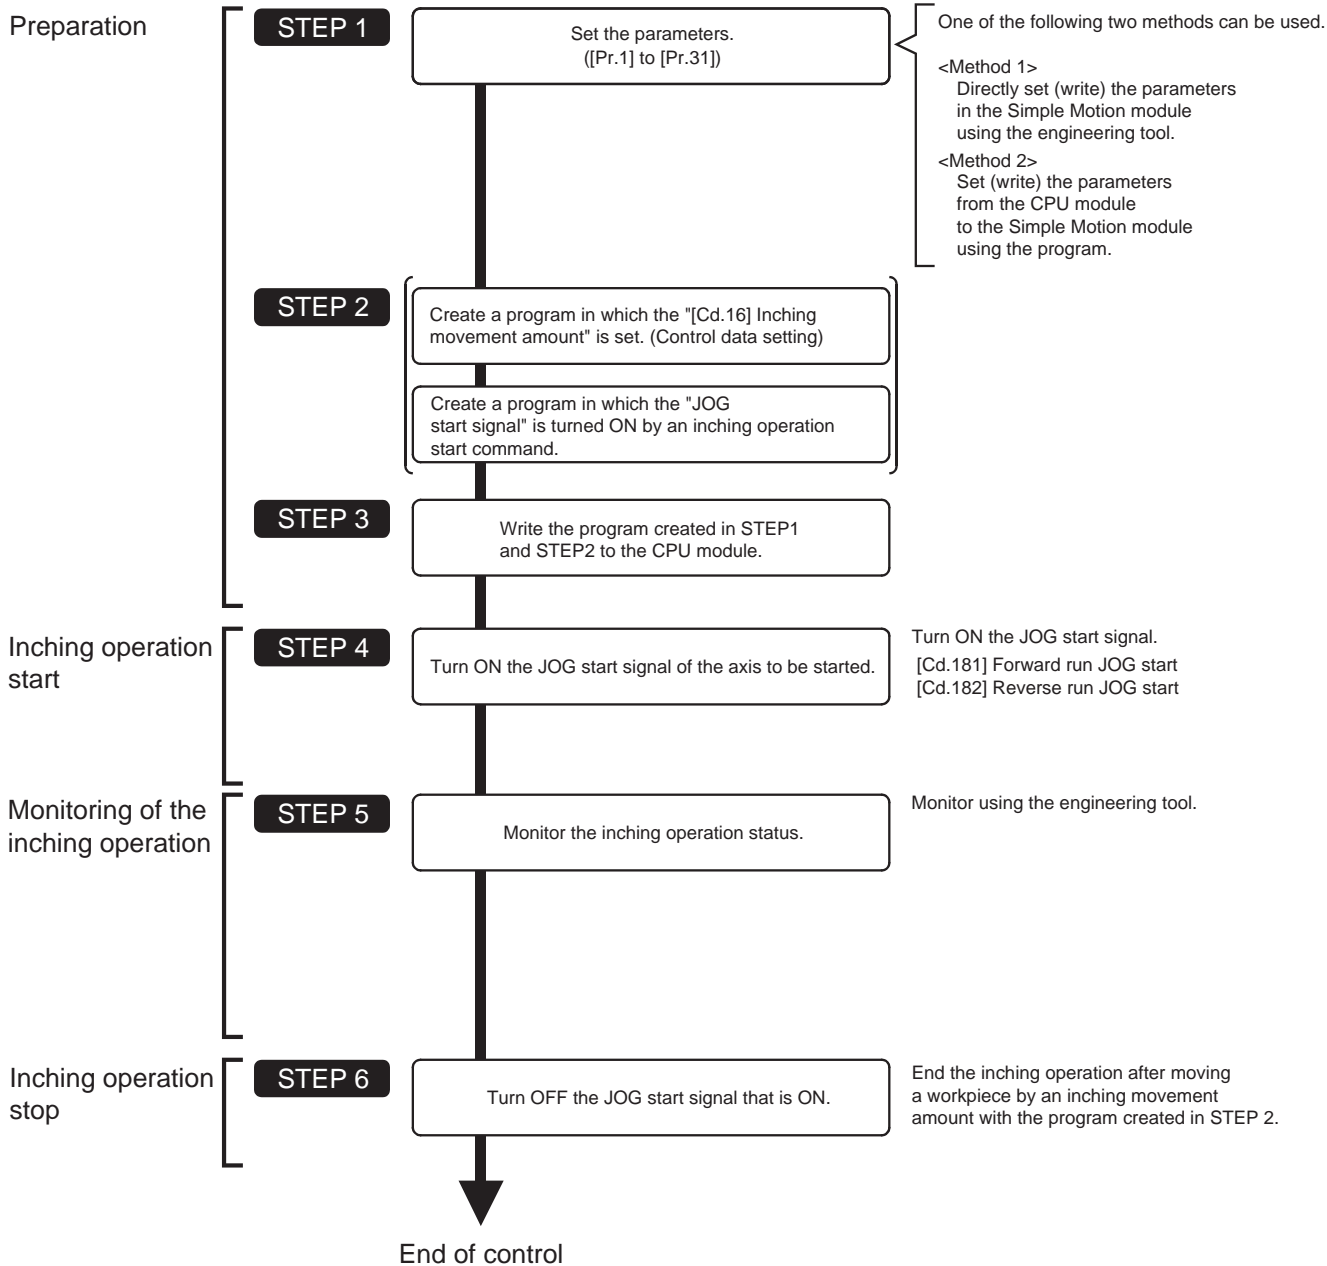 Preparation
STEP 1
Set the parameters.
([Pr.1] to [Pr.31])
One of the following two methods can be used.
<Method 1>
Directly set (write) the parameters
in the Simple Motion module
using the engineering tool.
<Method 2>
Set (write) the parameters
from the CPU module
to the Simple Motion module
using the program.
STEP 2
Create a program in which the "[Cd.16] Inching
movement amount" is set. (Control data setting)
Create a program in which the "JOG
start signal" is turned ON by an inching operation
start command.
STEP 3
Write the program created in STEP1
and STEP2 to the CPU module.
Inching operation
start
STEP 4
Turn ON the JOG start signal of the axis to be started.
Turn ON the JOG start signal.
[Cd.181] Forward run JOG start
[Cd.182] Reverse run JOG start
Monitoring of the
inching operation
STEP 5
Monitor the inching operation status.
Monitor using the engineering tool.
Inching operation
stop
STEP 6
Turn OFF the JOG start signal that is ON.
End the inching operation after moving
a workpiece by an inching movement
amount with the program created in STEP 2.
End of control